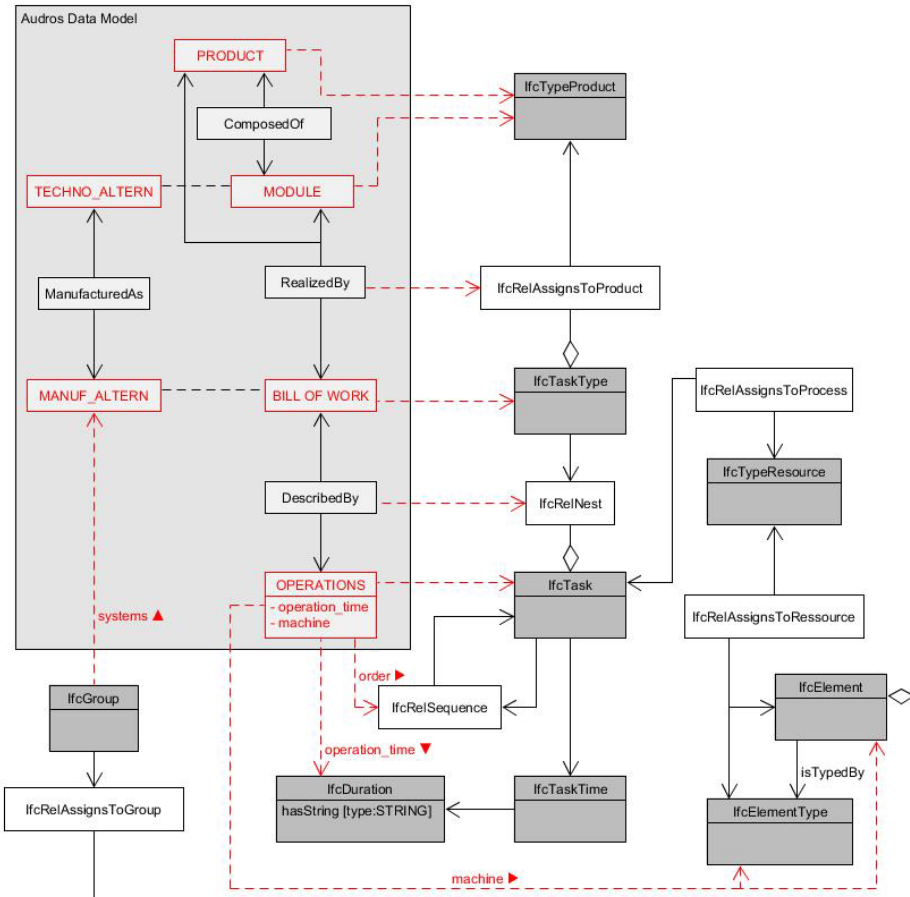 Audros Data Model
PRODUCT
IfcTypeProduct
ComposedOf
TECHNO_ALTERN
MODULE
ManufacturedAs
RealizedBy
IfcRelAssignsToProduct
MANUF_ALTERN
BILL OF WORK
IfcTaskType
IfcRelAssignsToProcess
IfcTypeResource
DescribedBy
IfcRelNest
OPERATIONS
- operation_time
- machine
IfcTask
systems ▲
IfcRelAssignsToRessource
order ►
IfcGroup
IfcRelSequence
IfcElement
operation_time ▼
isTypedBy
IfcDuration
hasString [type:STRING]
IfcTaskTime
IfcRelAssignsToGroup
IfcElementType
machine ►